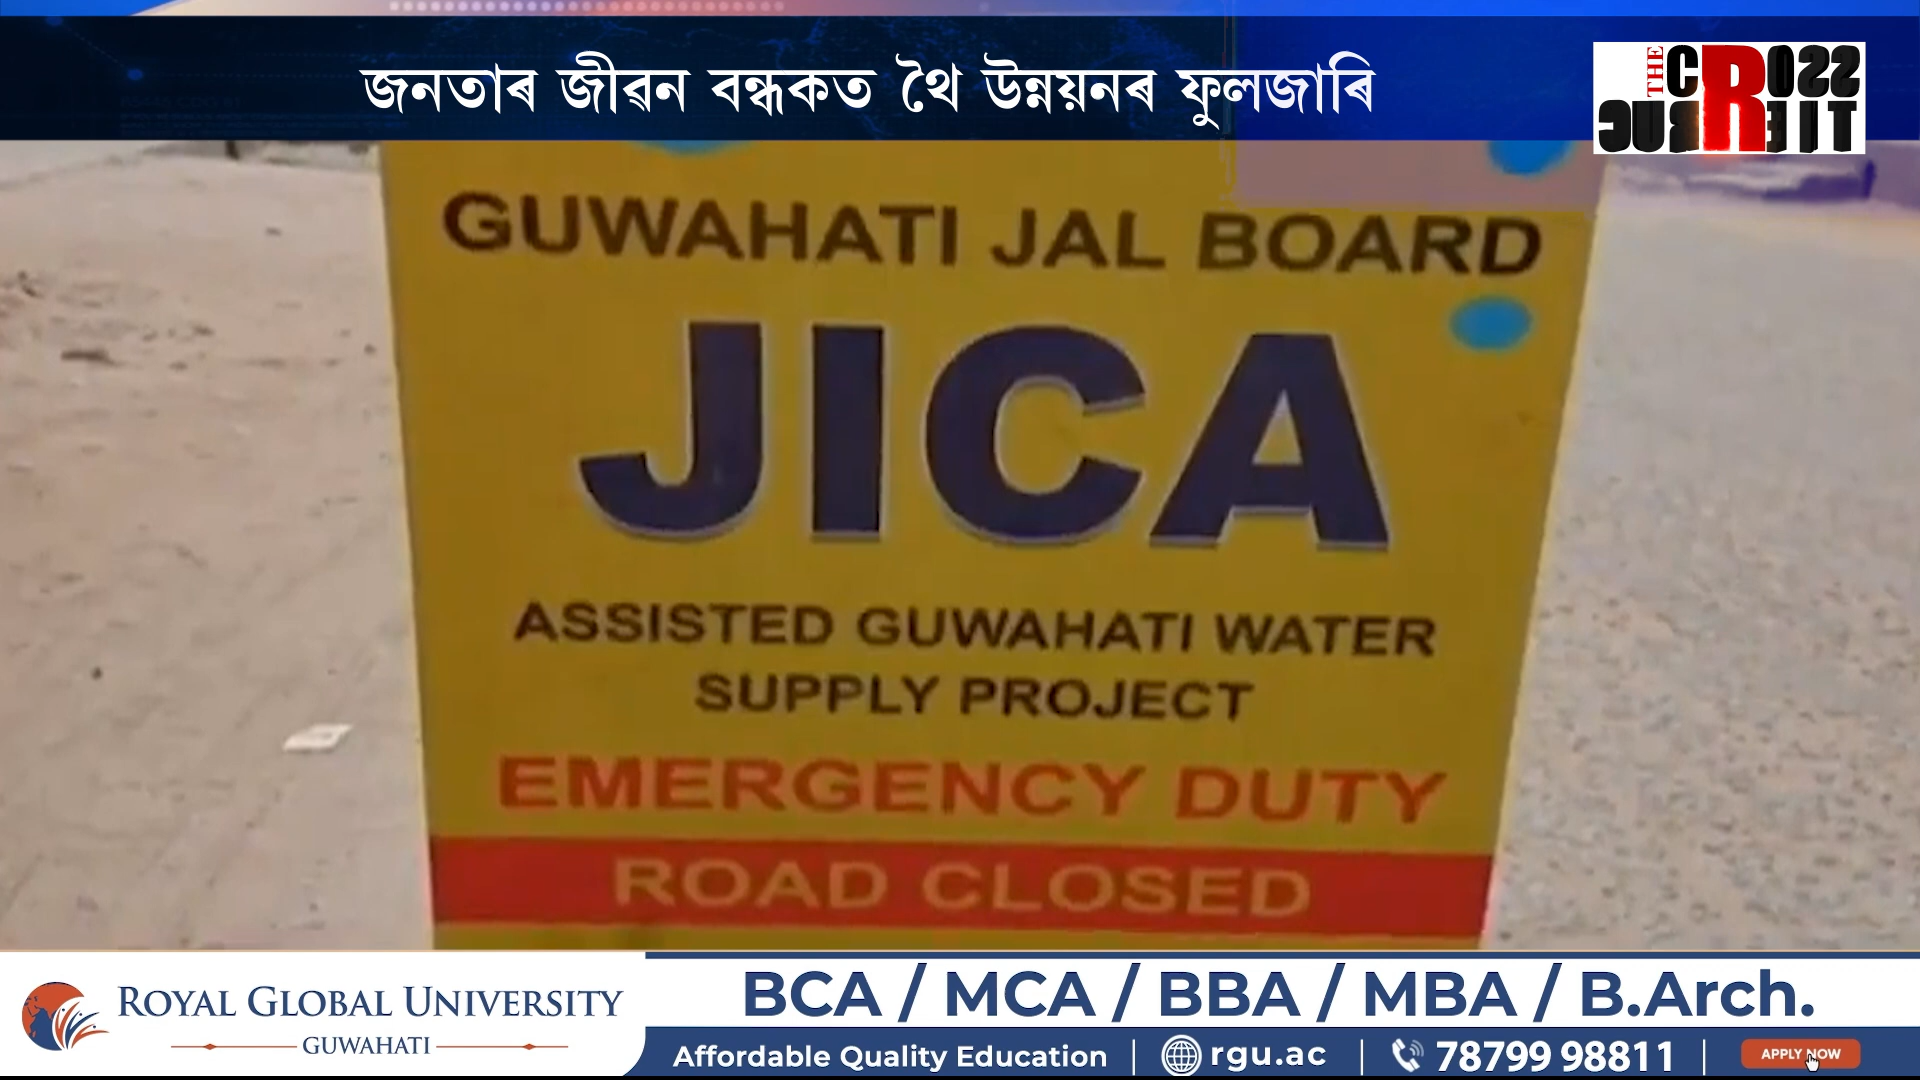 জনতাৰ জীৱন বন্ধকত থৈ উন্নয়নৰ ফুলজাৰি
THE CROSS
CURRENT
GUWAHATI JAL BOARD
JICA
ASSISTED GUWAHATI WATER
SUPPLY PROJECT
EMERGENCY DUTY
ROAD CLOSED
ROYAL GLOBAL UNIVERSITY
GUWAHATI
BCA / MCA / BBA / MBA / B.Arch.
Affordable Quality Education | rgu.ac | 78799 98811 | APPLY NOW